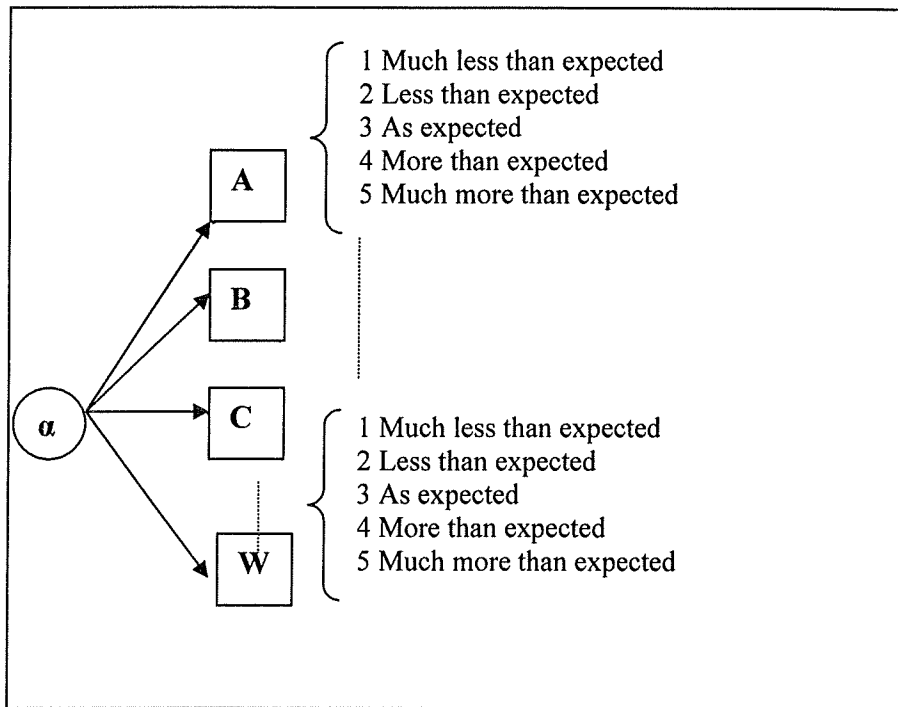 1 Much less than expected
2 Less than expected
3 As expected
4 More than expected
5 Much more than expected
A
B
C
α
1 Much less than expected
2 Less than expected
3 As expected
4 More than expected
5 Much more than expected
W